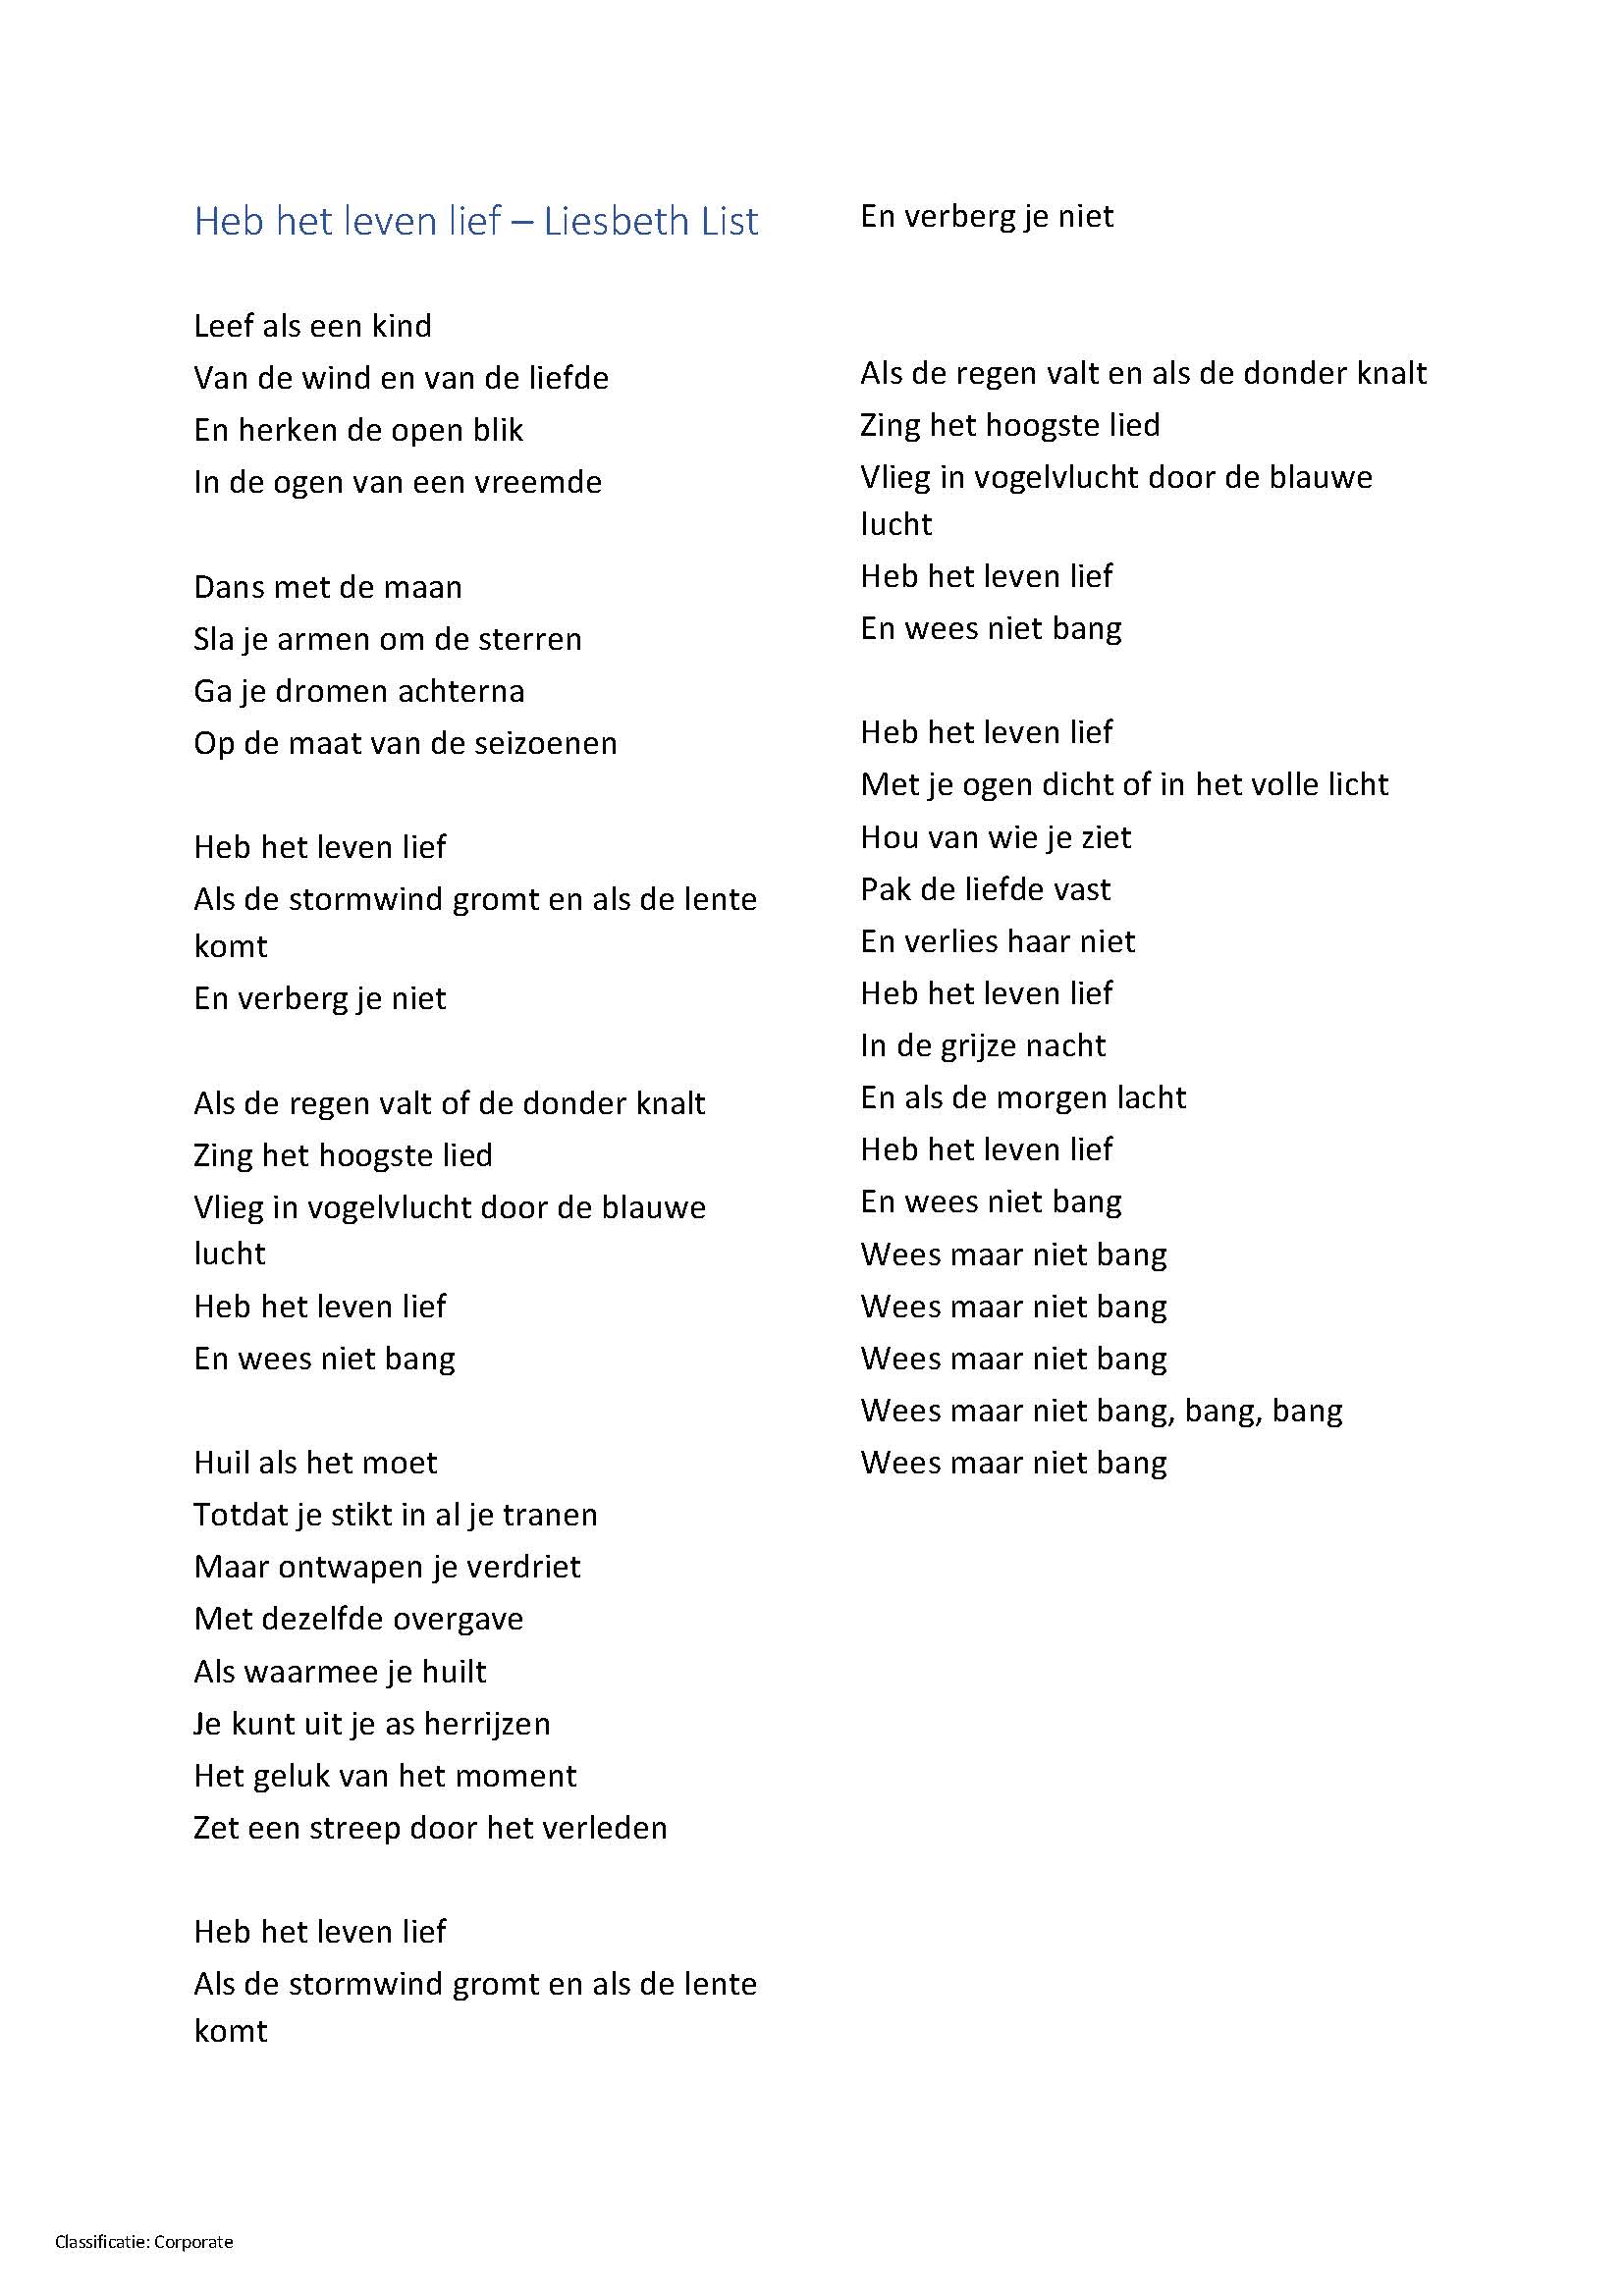 Heb het leven lief – Liesbeth List
Leef als een kind
Van de wind en van de liefde
En herken de open blik
In de ogen van een vreemde
Dans met de maan
Sla je armen om de sterren
Ga je dromen achterna
Op de maat van de seizoenen
Heb het leven lief
Als de stormwind gromt en als de lente
komt
En verberg je niet
Als de regen valt of de donder knalt
Zing het hoogste lied
Vlieg in vogelvlucht door de blauwe
lucht
Heb het leven lief
En wees niet bang
Huil als het moet
Totdat je stikt in al je tranen
Maar ontwapen je verdriet
Met dezelfde overgave
Als waarmee je huilt
Je kunt uit je as herrijzen
Het geluk van het moment
Zet een streep door het verleden
Heb het leven lief
Als de stormwind gromt en als de lente
komt
En verberg je niet
Als de regen valt en als de donder knalt
Zing het hoogste lied
Vlieg in vogelvlucht door de blauwe
lucht
Heb het leven lief
En wees niet bang
Heb het leven lief
Met je ogen dicht of in het volle licht
Hou van wie je ziet
Pak de liefde vast
En verlies haar niet
Heb het leven lief
In de grijze nacht
En als de morgen lacht
Heb het leven lief
En wees niet bang
Wees maar niet bang
Wees maar niet bang
Wees maar niet bang
Wees maar niet bang, bang, bang
Wees maar niet bang
Classificatie: Corporate